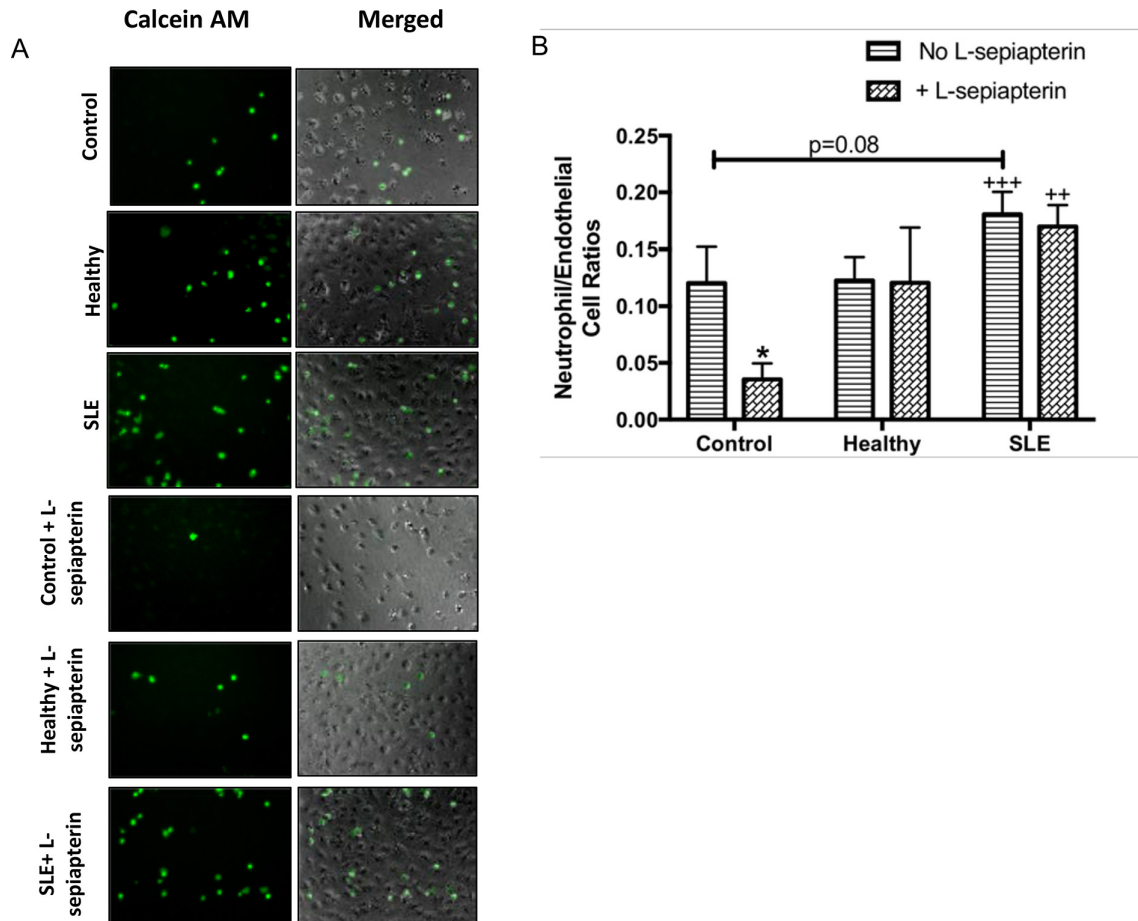 Calcein AM
Merged
A
Control
Healthy
SLE
Control + L-
sepiapterin
Healthy + L-
sepiapterin
SLE+ L-
sepiapterin
B
No L-sepiapterin
+ L-sepiapterin
Neutrophil/Endothelial
Cell Ratios
0.25
0.20
0.15
0.10
0.05
0.00
p=0.08
*
+++
++
Control
Healthy
SLE